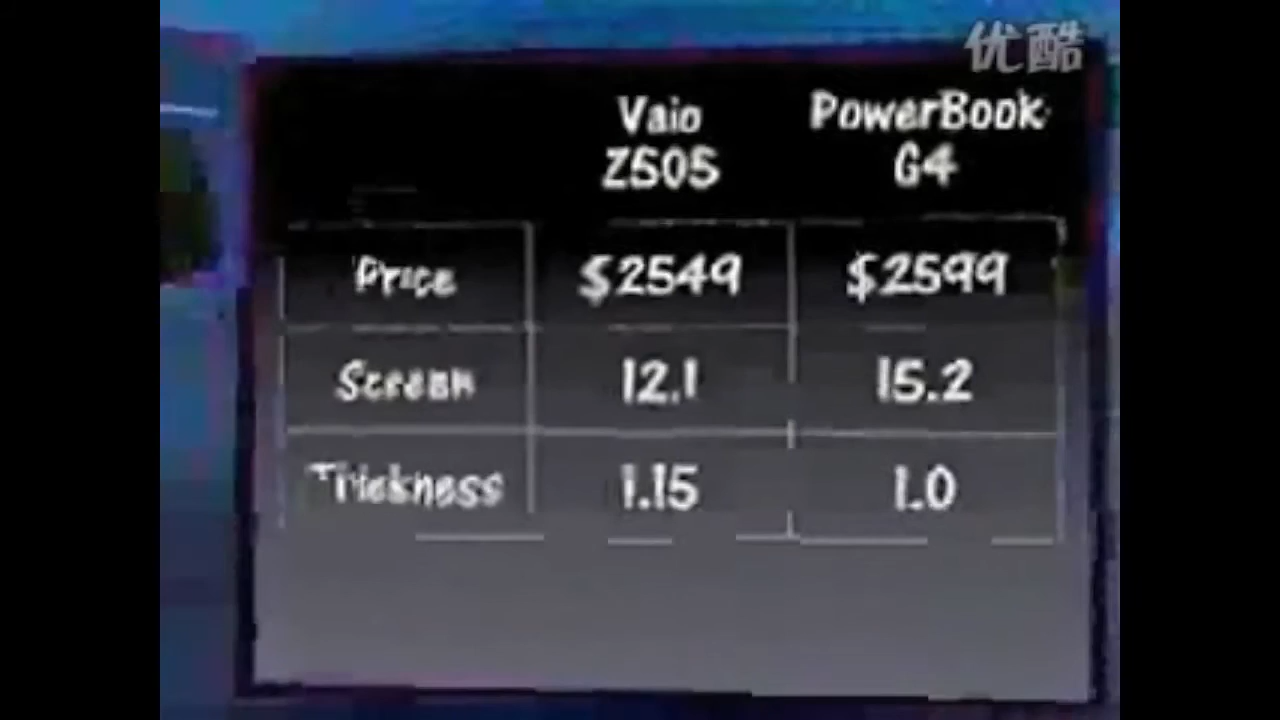 优酷
Vaio PowerBook
Z505 G4
Price $2549 $2599
Screen 12.1 15.2
Thickness 1.15 1.0